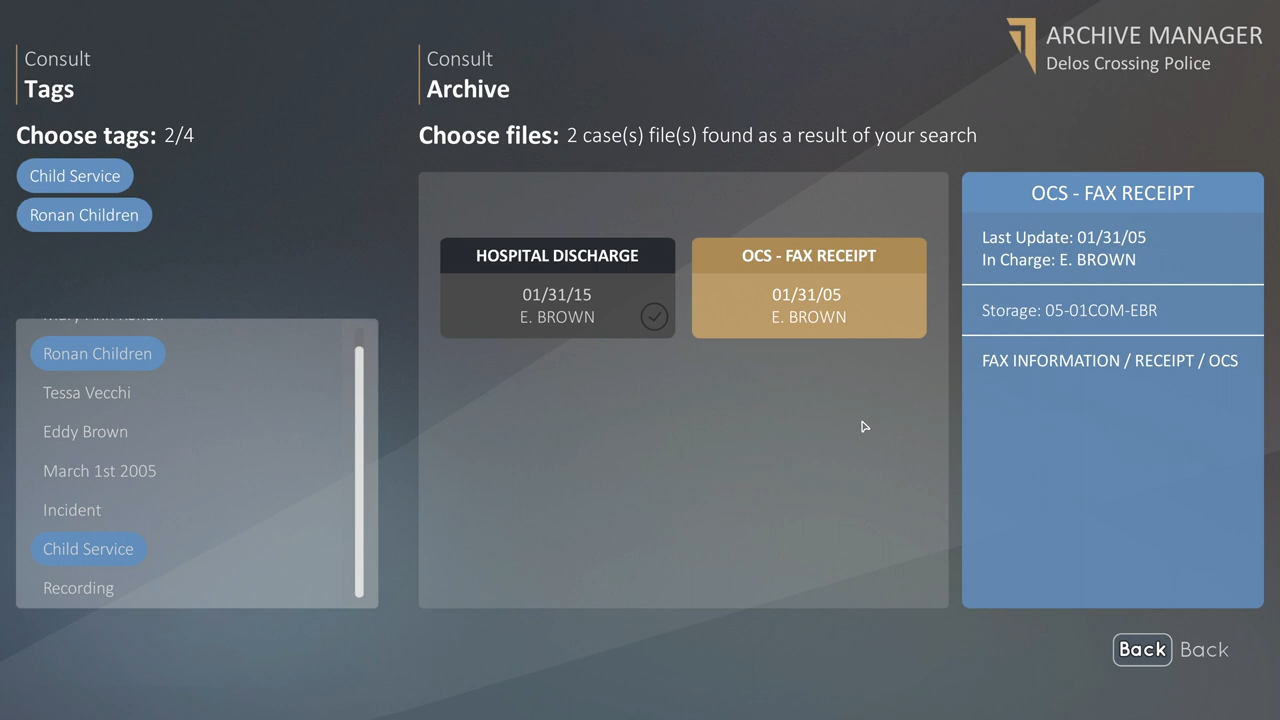 Consult
Tags
Choose tags: 2/4
Child Service
Ronan Children
Ronan Children
Tessa Vecchi
Eddy Brown
March 1st 2005
Incident
Child Service
Recording
Consult
Archive
Choose files: 2 case(s) file(s) found as a result of your search
HOSPITAL DISCHARGE
01/31/15
E. BROWN
OCS - FAX RECEIPT
01/31/05
E. BROWN
ARCHIVE MANAGER
Delos Crossing Police
OCS - FAX RECEIPT
Last Update: 01/31/05
In Charge: E. BROWN
Storage: 05-01COM-EBR
FAX INFORMATION / RECEIPT / OCS
Back Back